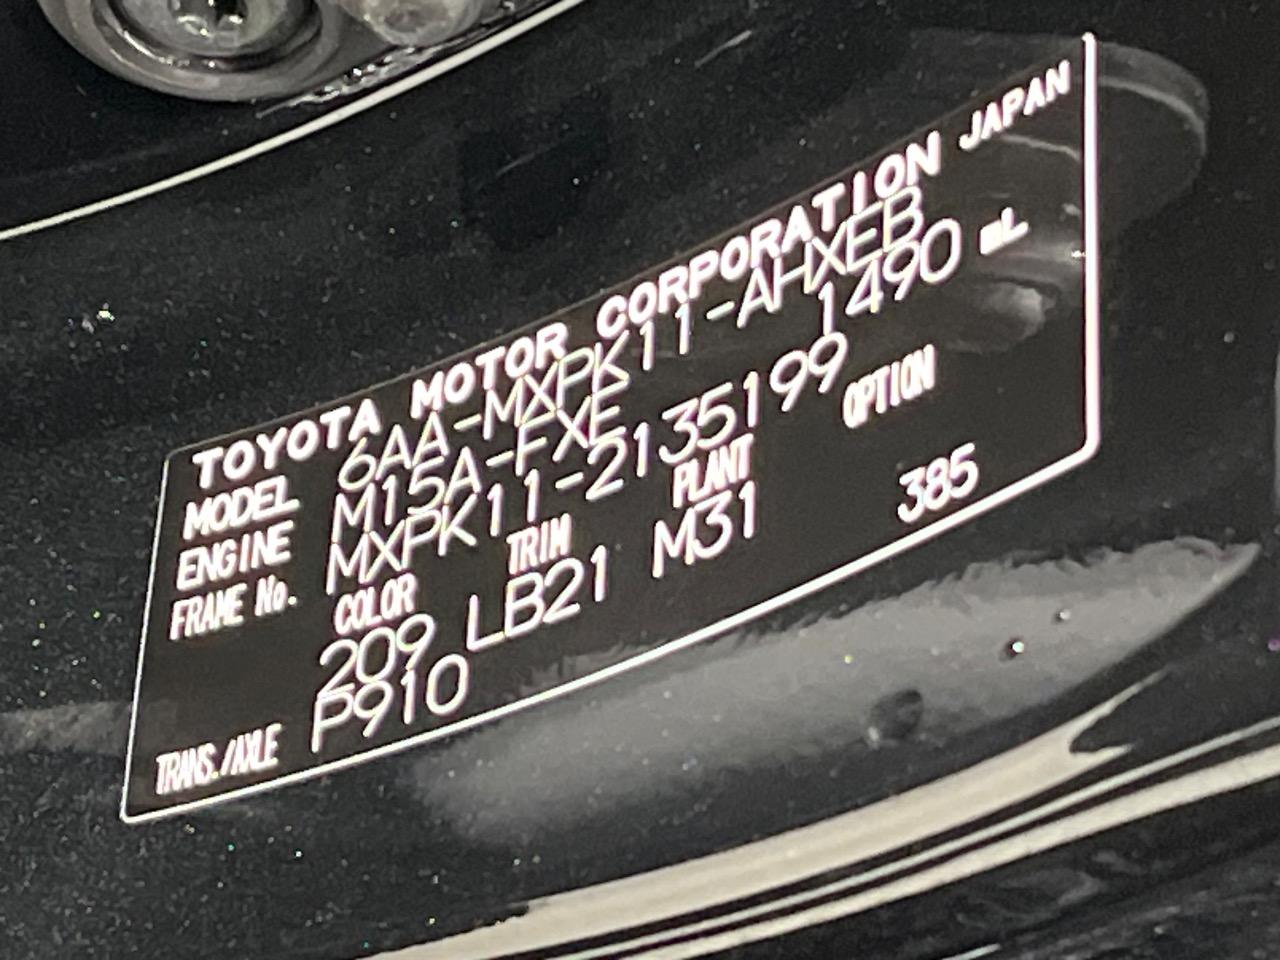 TOYOTA MOTOR CORPORATION JAPAN
MODEL 6AA-MXPK11-AHXEB
ENGINE M15A-FXE 1490 mL
FRAME No. MXPK11-2135199
COLOR TRIM PLANT OPTION
209 LB21 M31 385
TRANS./AXLE P910